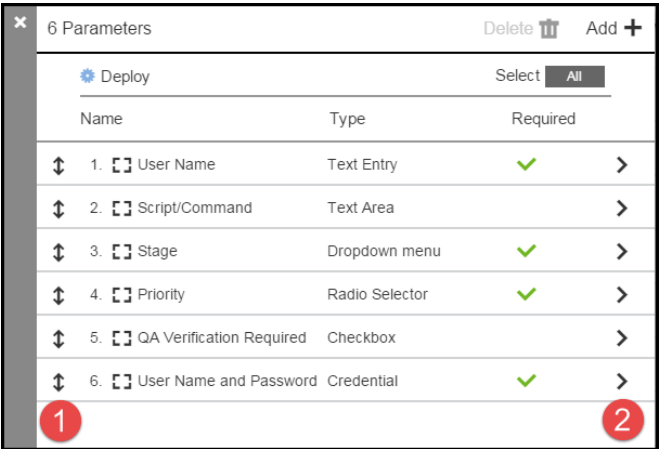 6 Parameters Delete Add
Deploy Select All
Name Type Required
1. User Name Text Entry
2. Script/Command Text Area
3. Stage Dropdown menu
4. Priority Radio Selector
5. QA Verification Required Checkbox
6. User Name and Password Credential
1 2